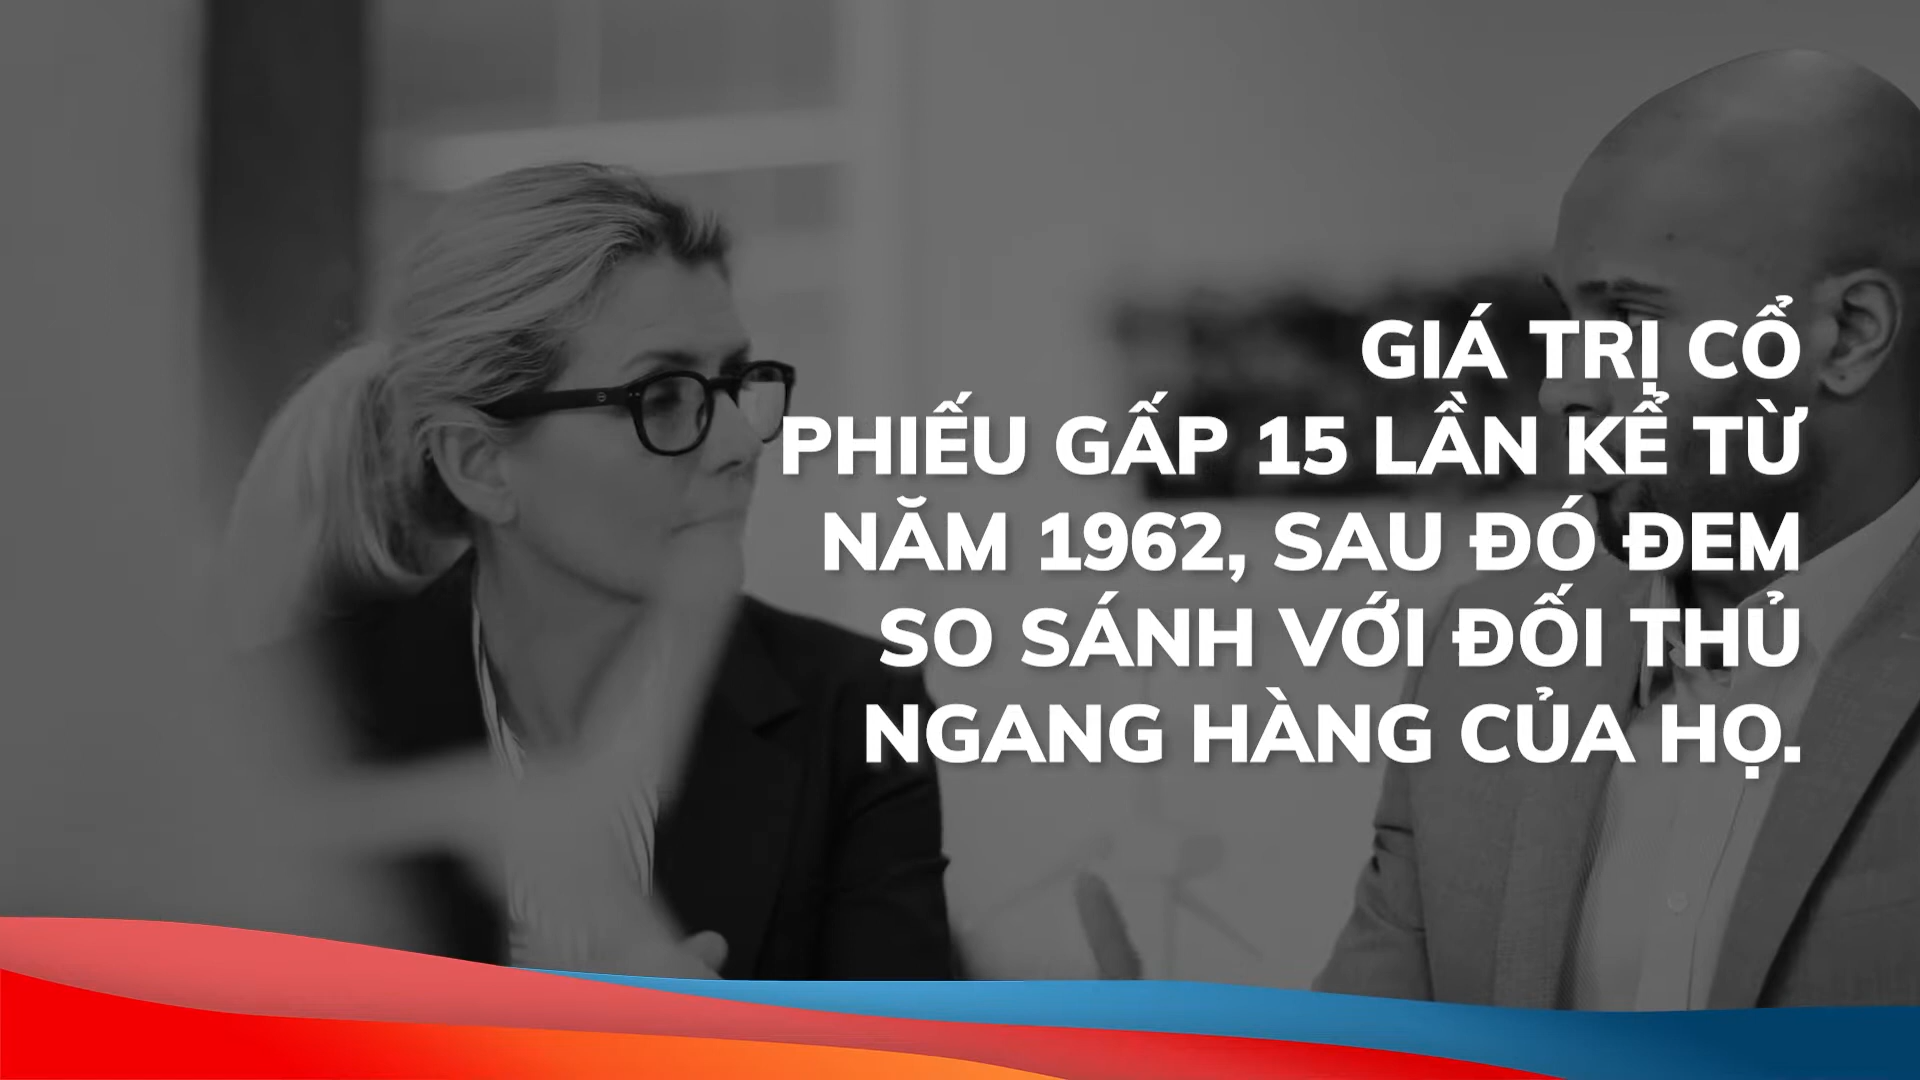 GIÁ TRỊ CỔ
PHIẾU GẤP 15 LẦN KỂ TỪ
NĂM 1962, SAU ĐÓ ĐEM
SO SÁNH VỚI ĐỐI THỦ
NGANG HÀNG CỦA HỌ.